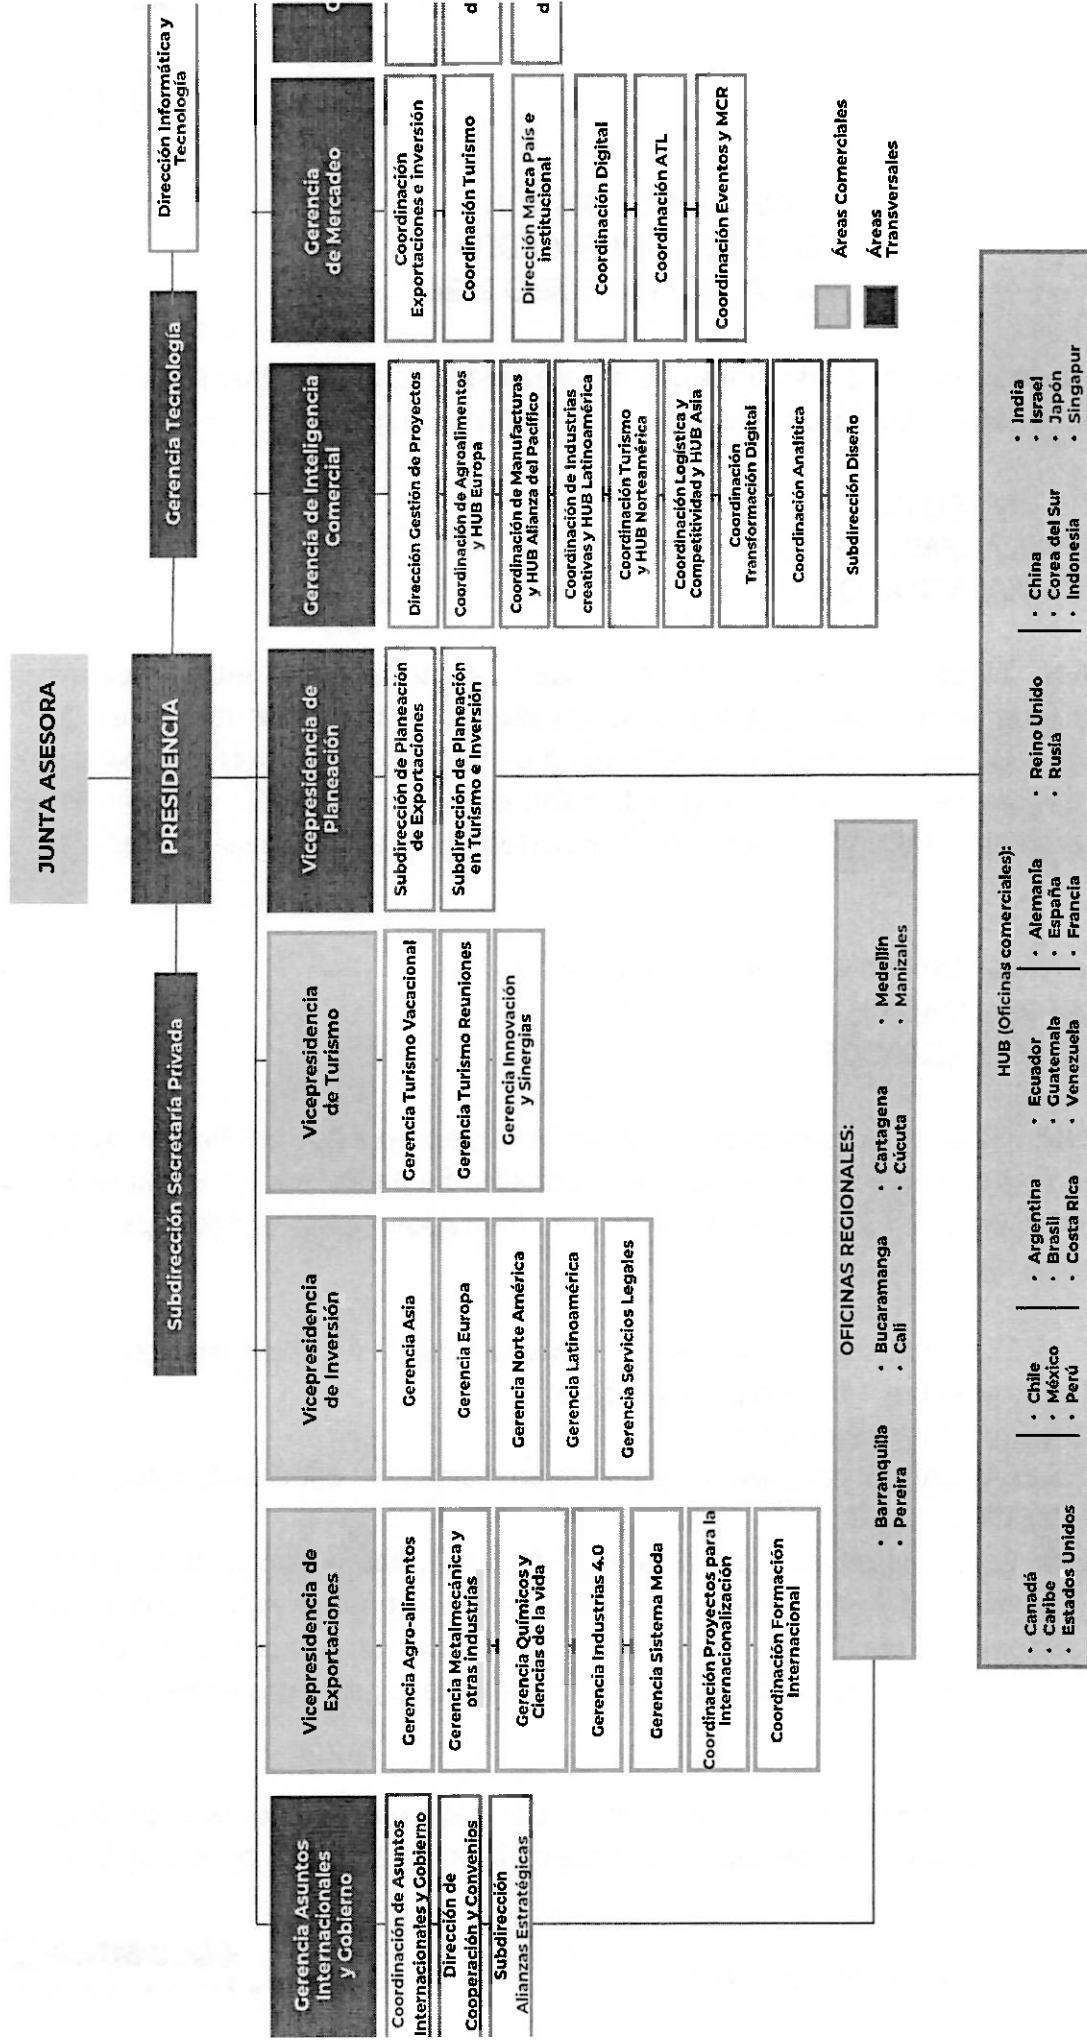 JUNTA ASESORA
PRESIDENCIA
Subdirección Secretaría Privada
Gerencia Tecnología
Dirección Informática y
Tecnología
Gerencia Asuntos
Internacionales
y Gobierno
Coordinación de Asuntos
Internacionales y Gobierno
Dirección de
Cooperación y Convenios
Subdirección
Alianzas Estratégicas
Vicepresidencia de
Exportaciones
Gerencia Agro-alimentos
Gerencia Metalmecánica y
otras industrias
Gerencia Químicos y
Ciencias de la vida
Gerencia Industrias 4.0
Gerencia Sistema Moda
Coordinación Proyectos para la
Internacionalización
Coordinación Formación
Internacional
Vicepresidencia
de Inversión
Gerencia Asia
Gerencia Europa
Gerencia Norte América
Gerencia Latinoamérica
Gerencia Servicios Legales
Vicepresidencia
de Turismo
Gerencia Turismo Vacacional
Gerencia Turismo Reuniones
Gerencia Innovación
y Sinergias
Vicepresidencia de
Planeación
Subdirección de Planeación
de Exportaciones
Subdirección de Planeación
en Turismo e Inversión
Gerencia de Inteligencia
Comercial
Dirección Gestión de Proyectos
Coordinación de Agroalimentos
y HUB Europa
Coordinación de Manufacturas
y HUB Alianza del Pacífico
Coordinación de Industrias
creativas y HUB Latinoamérica
Coordinación Turismo
y HUB Norteamérica
Coordinación Logística y
Competitividad y HUB Asia
Coordinación
Transformación Digital
Coordinación Analítica
Subdirección Diseño
Gerencia
de Mercadeo
Coordinación
Exportaciones e Inversión
Coordinación Turismo
Dirección Marca País e
institucional
Coordinación Digital
Coordinación ATL
Coordinación Eventos y MCR
d
d
Áreas Comerciales
Áreas
Transversales
OFICINAS REGIONALES:
• Barranquilla
• Pereira
• Bucaramanga
• Cali
• Cartagena
• Cúcuta
• Medellín
• Manizales
HUB (Oficinas comerciales):
• Canadá
• Caribe
• Estados Unidos
• Chile
• México
• Perú
• Argentina
• Brasil
• Costa Rica
• Ecuador
• Guatemala
• Venezuela
• Alemania
• España
• Francia
• Reino Unido
• Rusia
• China
• Corea del Sur
• Indonesia
• India
• Israel
• Japón
• Singapur